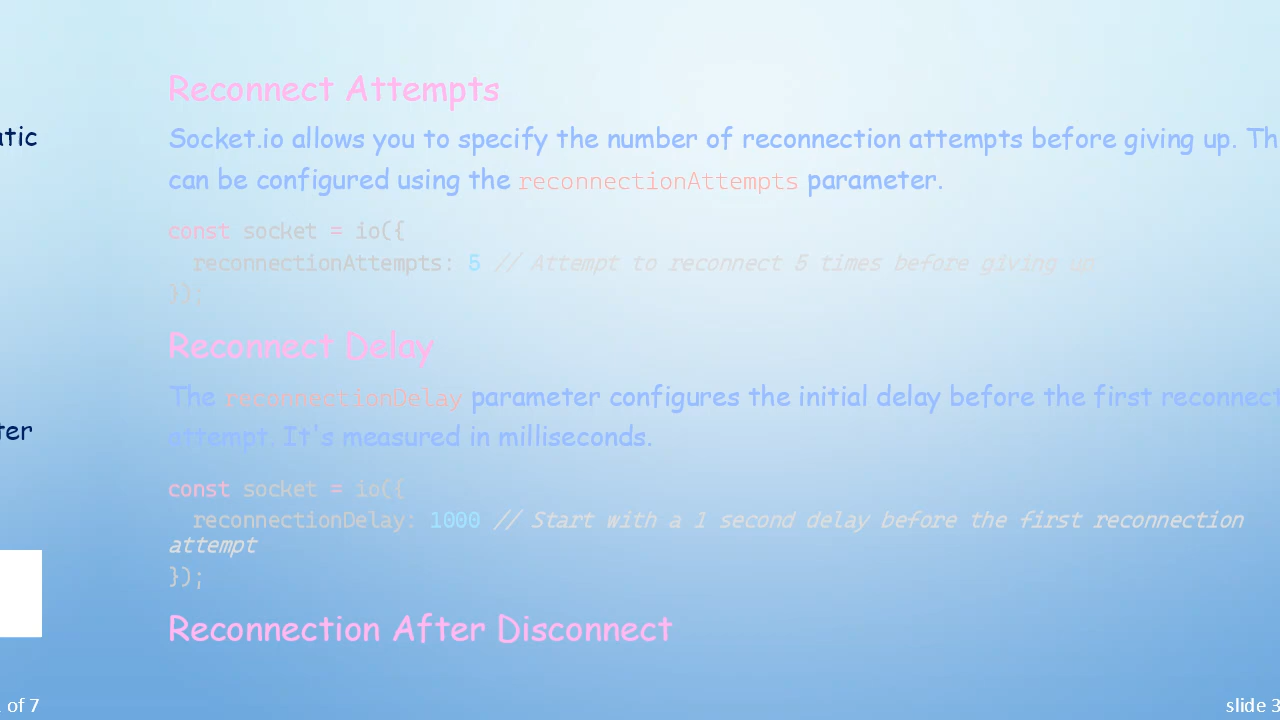 atic
ter
of 7
Reconnect Attempts
Socket.io allows you to specify the number of reconnection attempts before giving up. Th
can be configured using the reconnectionAttempts parameter.
const socket = io({
  reconnectionAttempts: 5 // Attempt to reconnect 5 times before giving up
});
Reconnect Delay
The reconnectionDelay parameter configures the initial delay before the first reconnect
attempt. It's measured in milliseconds.
const socket = io({
  reconnectionDelay: 1000 // Start with a 1 second delay before the first reconnection
attempt
});
Reconnection After Disconnect
slide 3